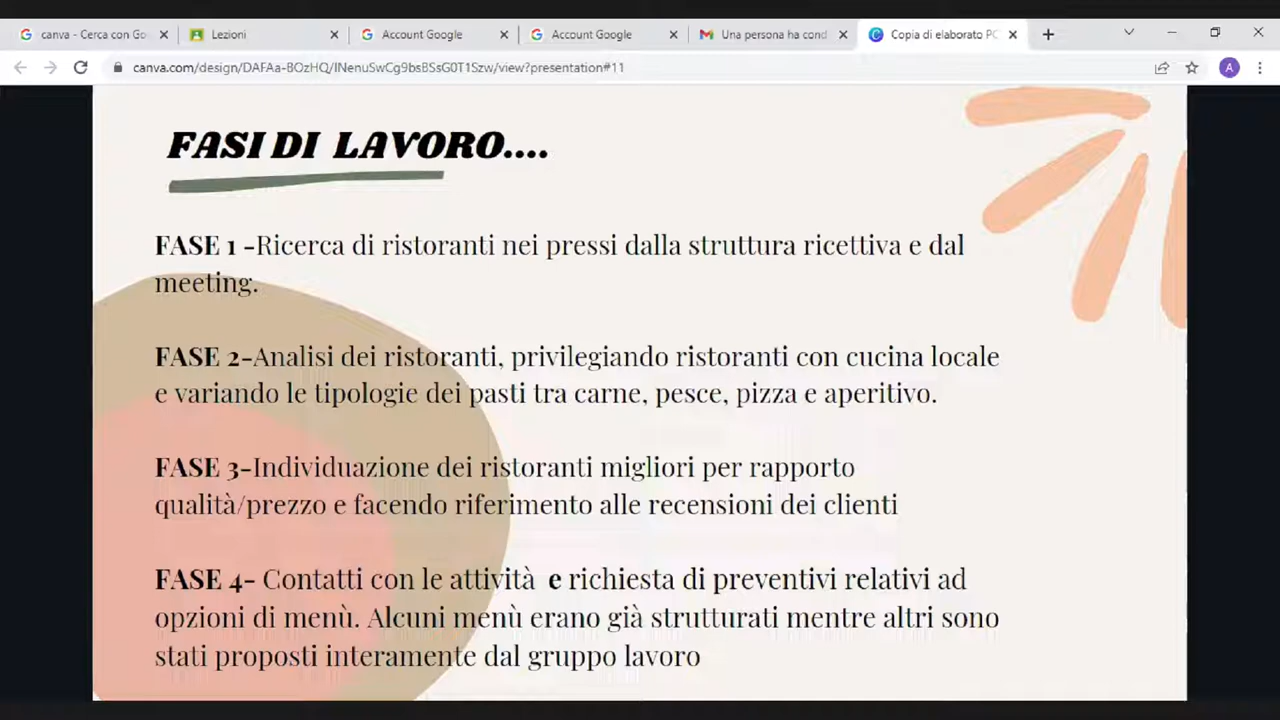 canva - Cerca con Go
Lezioni
Account Google
Account Google
Una persona ha cond
Copia di elaborato PC
canva.com/design/DAFAa-BOzHQ/lNenuSwCg9bsBSsG0T1Szw/view?presentation#11
A
FASI DI LAVORO....
FASE 1 -Ricerca di ristoranti nei pressi dalla struttura ricettiva e dal
meeting.
FASE 2-Analisi dei ristoranti, privilegiando ristoranti con cucina locale
e variando le tipologie dei pasti tra carne, pesce, pizza e aperitivo.
FASE 3-Individuazione dei ristoranti migliori per rapporto
qualità/prezzo e facendo riferimento alle recensioni dei clienti
FASE 4- Contatti con le attività e richiesta di preventivi relativi ad
opzioni di menù. Alcuni menù erano già strutturati mentre altri sono
stati proposti interamente dal gruppo lavoro